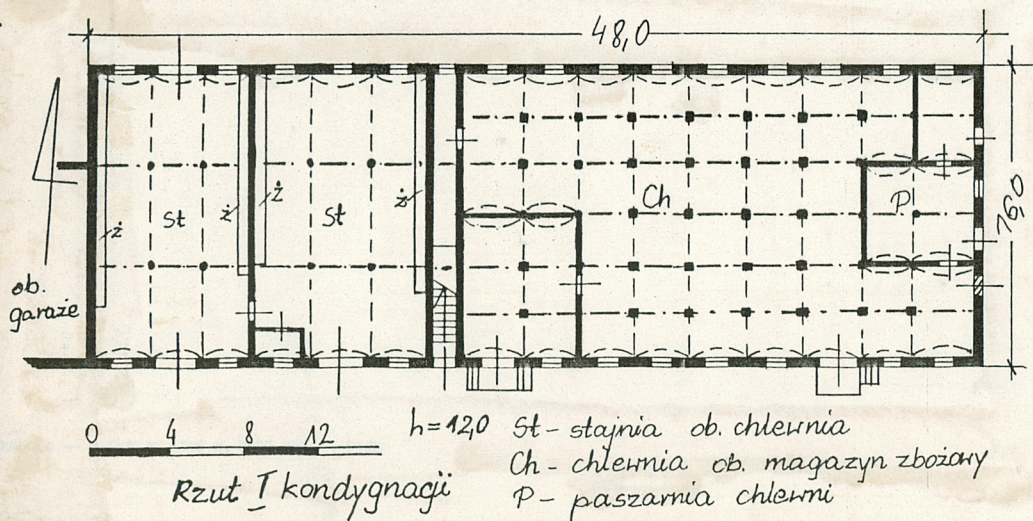 48,0
16,0
St
St
Ch
P
ż
ż
ż
ż
ob.
garaże
0 4 8 12
h=12,0
Rzut I kondygnacji
St - stajnia ob. chlewnia
Ch - chlewnia ob. magazyn zbożowy
P - paszarnia chlewni